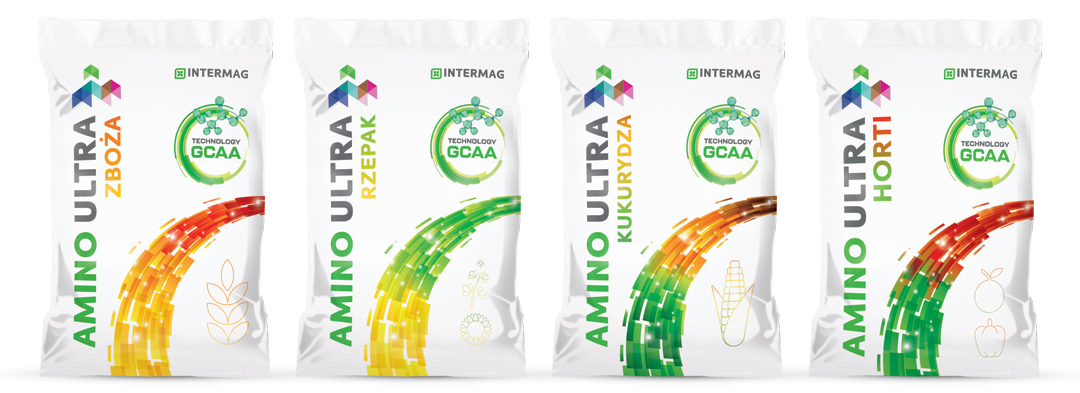 INTERMAG
TECHNOLOGY
GCAA
AMINO ULTRA
ZBOŻA
INTERMAG
TECHNOLOGY
GCAA
AMINO ULTRA
RZEPAK
INTERMAG
TECHNOLOGY
GCAA
AMINO ULTRA
KUKURYDZA
INTERMAG
TECHNOLOGY
GCAA
AMINO ULTRA
HORTI